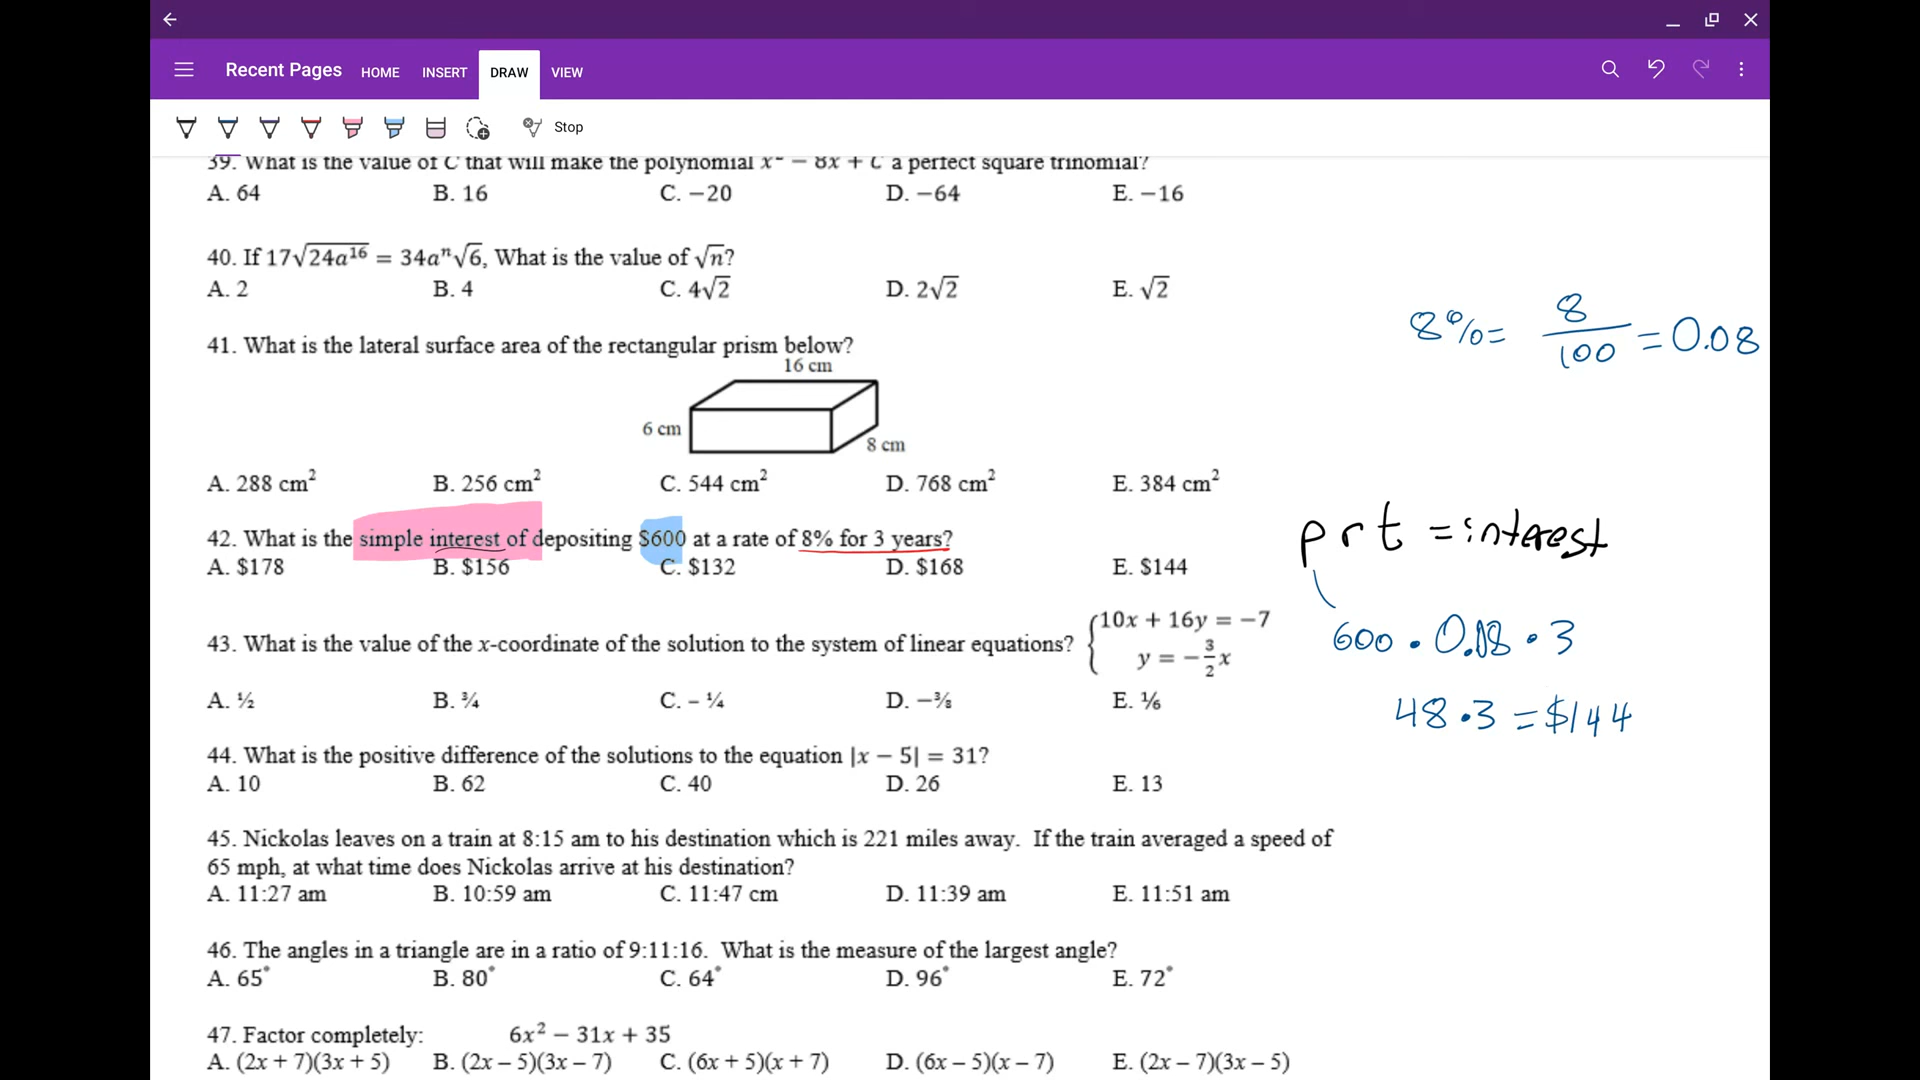 Recent Pages HOME INSERT DRAW VIEW
Stop
39. What is the value of C that will make the polynomial x² − 8x + C a perfect square trinomial?
A. 64 B. 16 C. −20 D. −64 E. −16
40. If 17√24a¹⁶ = 34aⁿ√6, What is the value of √n?
A. 2 B. 4 C. 4√2 D. 2√2 E. √2
8% = 8/100 = 0.08
41. What is the lateral surface area of the rectangular prism below?
16 cm
6 cm
8 cm
A. 288 cm² B. 256 cm² C. 544 cm² D. 768 cm² E. 384 cm²
42. What is the simple interest of depositing $600 at a rate of 8% for 3 years?
A. $178 B. $156 C. $132 D. $168 E. $144
p r t = interest
600 · 0.08 · 3
48 · 3 = $144
43. What is the value of the x-coordinate of the solution to the system of linear equations? {10x + 16y = −7
y = −3/2x
A. ½ B. ¾ C. – ¼ D. −⅜ E. ⅙
44. What is the positive difference of the solutions to the equation |x − 5| = 31?
A. 10 B. 62 C. 40 D. 26 E. 13
45. Nickolas leaves on a train at 8:15 am to his destination which is 221 miles away. If the train averaged a speed of
65 mph, at what time does Nickolas arrive at his destination?
A. 11:27 am B. 10:59 am C. 11:47 cm D. 11:39 am E. 11:51 am
46. The angles in a triangle are in a ratio of 9:11:16. What is the measure of the largest angle?
A. 65° B. 80° C. 64° D. 96° E. 72°
47. Factor completely: 6x² − 31x + 35
A. (2x + 7)(3x + 5) B. (2x – 5)(3x – 7) C. (6x + 5)(x + 7) D. (6x – 5)(x – 7) E. (2x – 7)(3x – 5)